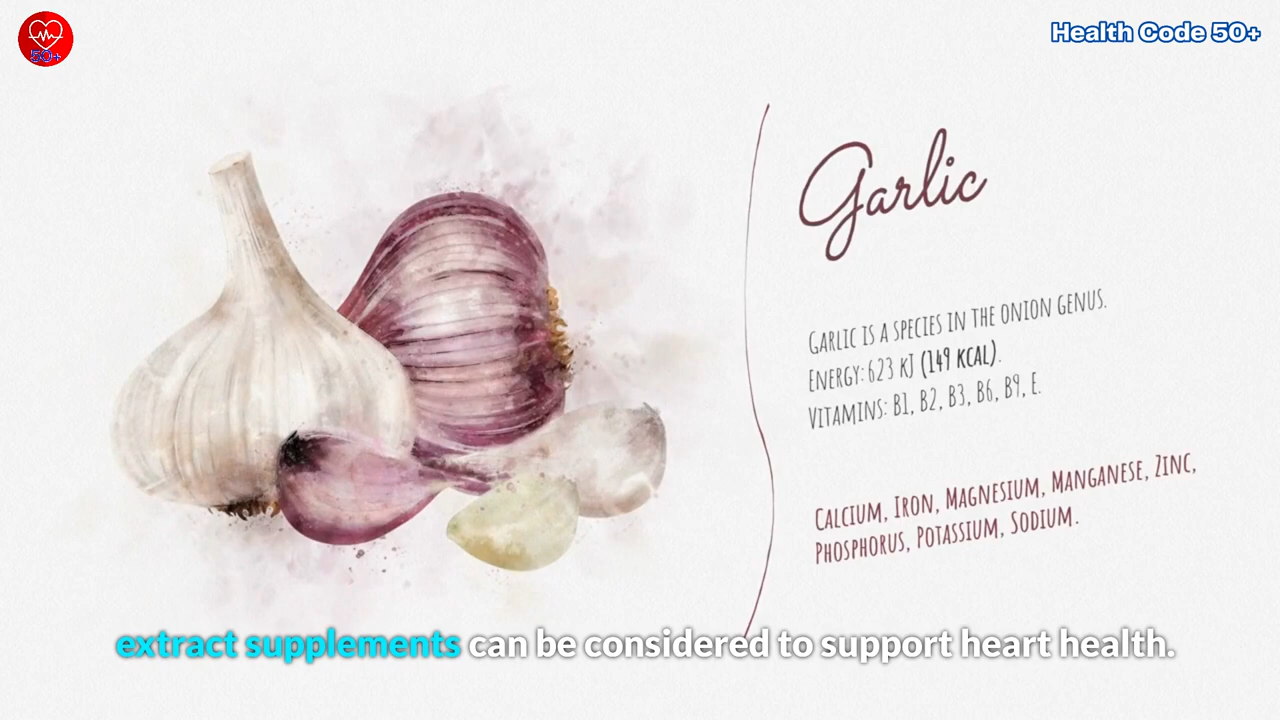 50+
Health Code 50+
Garlic
GARLIC IS A SPECIES IN THE ONION GENUS.
ENERGY: 623 KJ (149 KCAL).
VITAMINS: B1, B2, B3, B6, B9, E.
CALCIUM, IRON, MAGNESIUM, MANGANESE, ZINC,
PHOSPHORUS, POTASSIUM, SODIUM.
extract supplements can be considered to support heart health.